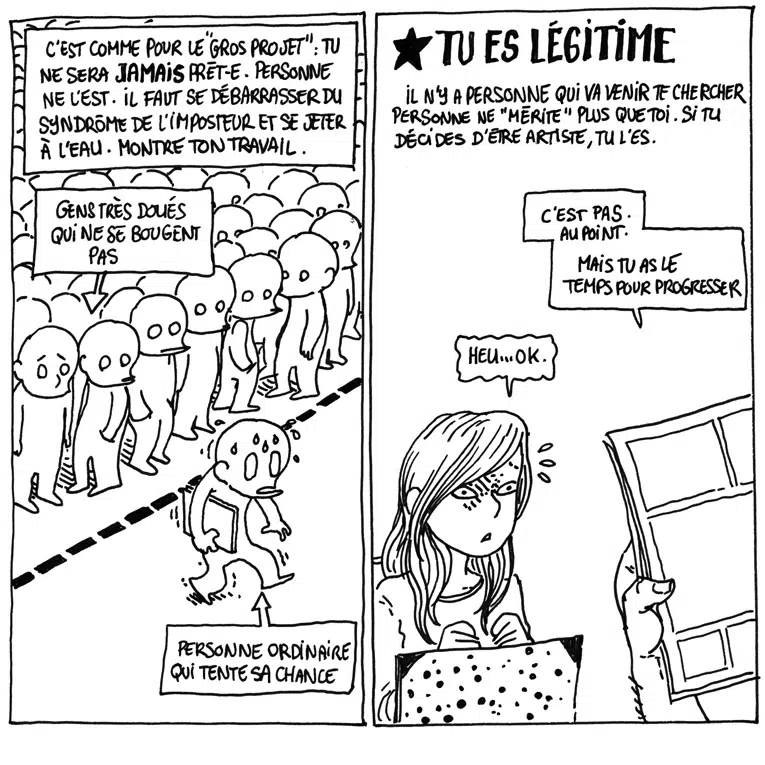 C'EST COMME POUR LE "GROS PROJET" : TU
NE SERA JAMAIS PRÊT-E. PERSONNE
NE L'EST. IL FAUT SE DÉBARRASSER DU
SYNDRÔME DE L'IMPOSTEUR ET SE JETER
À L'EAU. MONTRE TON TRAVAIL.
GENS TRÈS DOUÉS
QUI NE SE BOUGENT
PAS
PERSONNE ORDINAIRE
QUI TENTE SA CHANCE
★ TU ES LÉGITIME
IL N'Y A PERSONNE QUI VA VENIR TE CHERCHER
PERSONNE NE "MÉRITE" PLUS QUE TOI. SI TU
DÉCIDES D'ÊTRE ARTISTE, TU L'ES.
C'EST PAS.
AU POINT.
MAIS TU AS LE
TEMPS POUR PROGRESSER
HEU...OK.